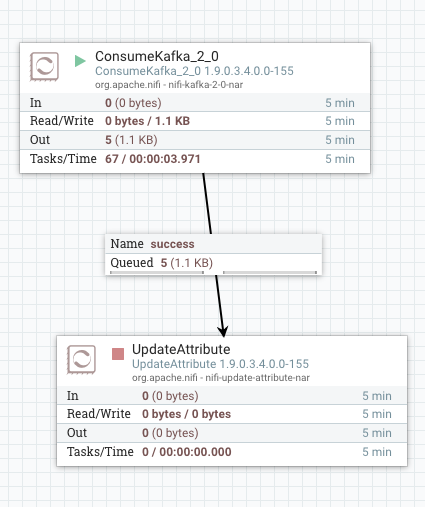 ConsumeKafka_2_0
ConsumeKafka_2_0 1.9.0.3.4.0.0-155
org.apache.nifi - nifi-kafka-2-0-nar
In 0 (0 bytes) 5 min
Read/Write 0 bytes / 1.1 KB 5 min
Out 5 (1.1 KB) 5 min
Tasks/Time 67 / 00:00:03.971 5 min
Name success
Queued 5 (1.1 KB)
UpdateAttribute
UpdateAttribute 1.9.0.3.4.0.0-155
org.apache.nifi - nifi-update-attribute-nar
In 0 (0 bytes) 5 min
Read/Write 0 bytes / 0 bytes 5 min
Out 0 (0 bytes) 5 min
Tasks/Time 0 / 00:00:00.000 5 min